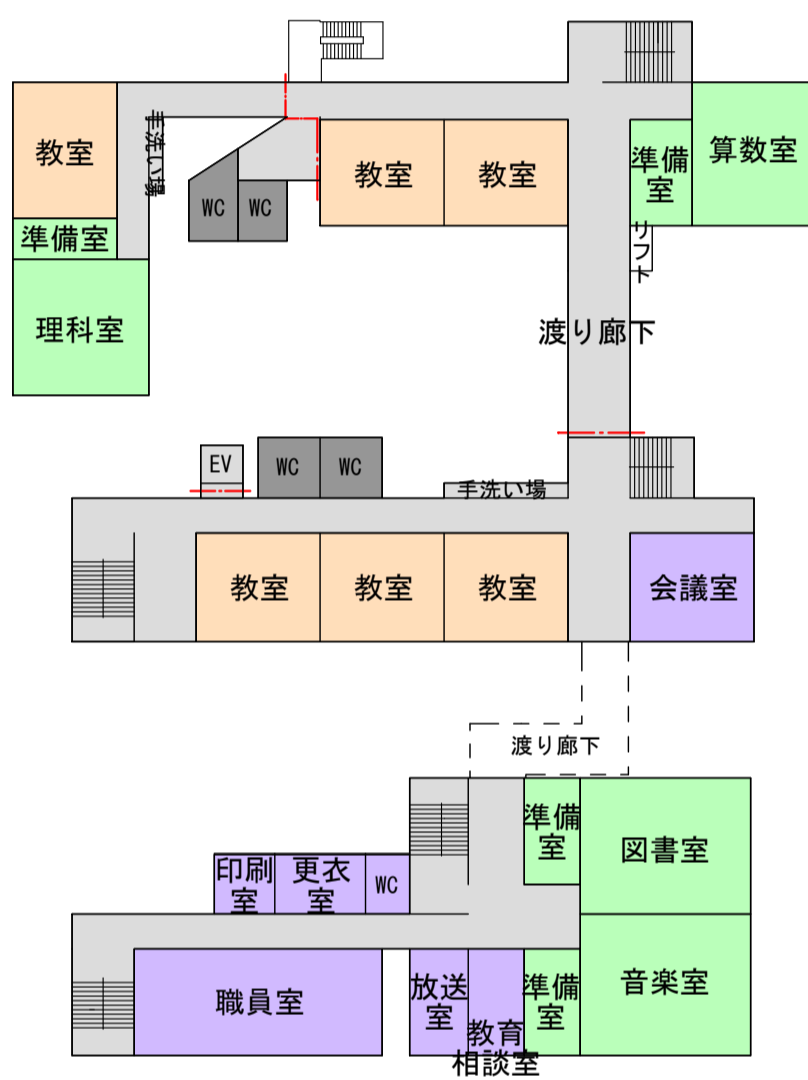 教室
手洗い場
WC
WC
教室
教室
準備
室
算数室
準備室
リフト
理科室
渡り廊下
EV
WC
WC
手洗い場
教室
教室
教室
会議室
渡り廊下
準備
室
図書室
印刷
室
更衣
室
WC
職員室
放送
室
教育
相談室
準備
室
音楽室